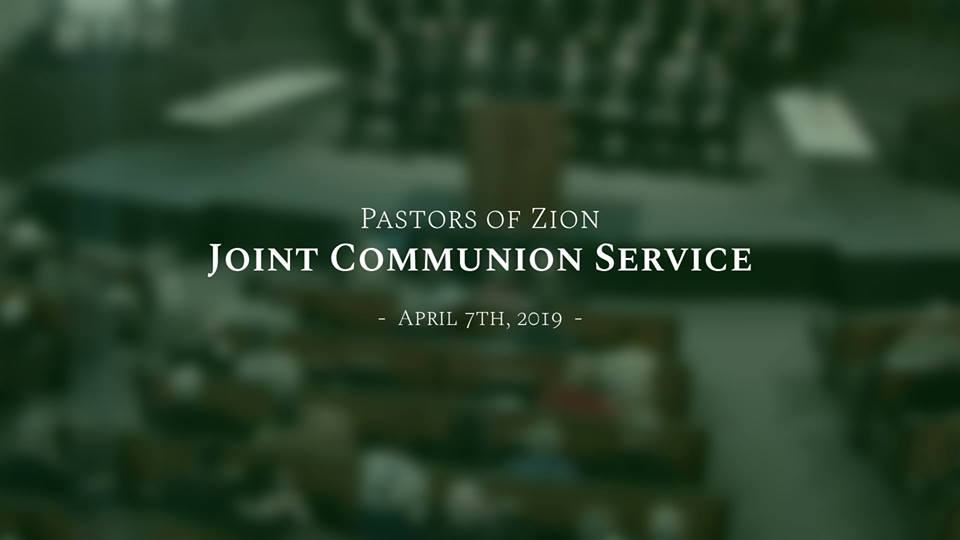 Pastors of Zion
Joint Communion Service
- April 7th, 2019 -